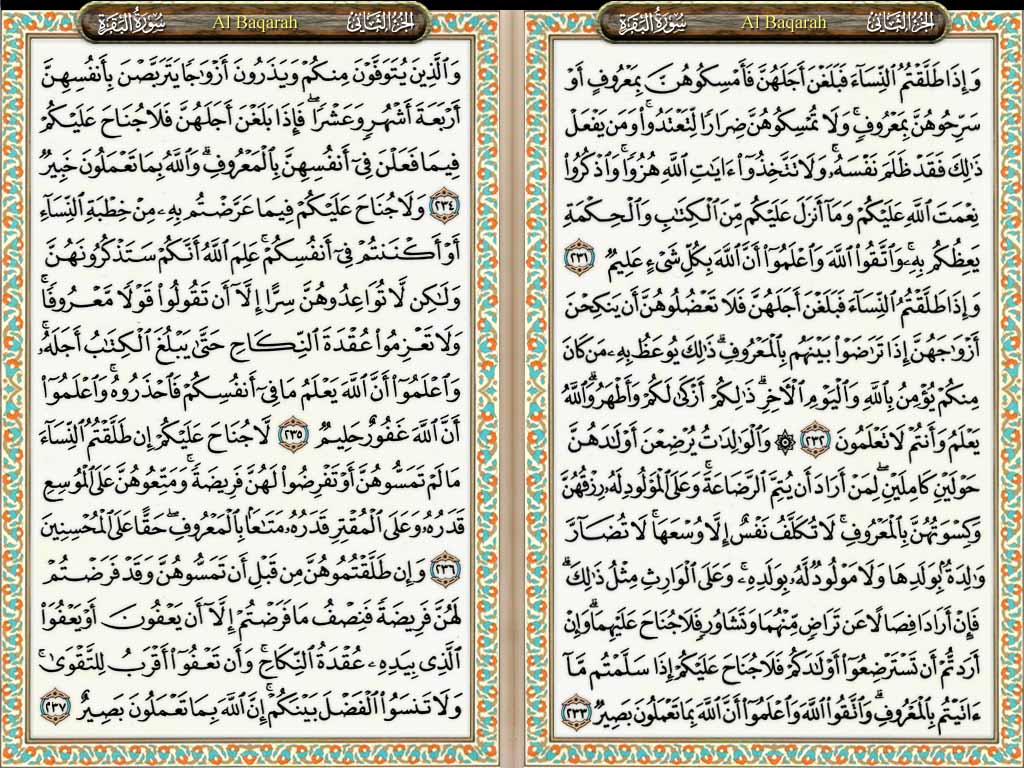 الجزء الثاني Al Baqarah سورة البقرة
وَإِذَا طَلَّقْتُمُ النِّسَآءَ فَبَلَغْنَ أَجَلَهُنَّ فَأَمْسِكُوهُنَّ بِمَعْرُوفٍ أَوْ
سَرِّحُوهُنَّ بِمَعْرُوفٍ ۚ وَلَا تُمْسِكُوهُنَّ ضِرَارًا لِّتَعْتَدُوا۟ ۚ وَمَن يَفْعَلْ
ذَٰلِكَ فَقَدْ ظَلَمَ نَفْسَهُۥ ۚ وَلَا تَتَّخِذُوٓا۟ ءَايَٰتِ ٱللَّهِ هُزُوًا ۚ وَٱذْكُرُوا۟
نِعْمَتَ ٱللَّهِ عَلَيْكُمْ وَمَآ أَنزَلَ عَلَيْكُم مِّنَ ٱلْكِتَٰبِ وَٱلْحِكْمَةِ
يَعِظُكُم بِهِۦ ۚ وَٱتَّقُوا۟ ٱللَّهَ وَٱعْلَمُوٓا۟ أَنَّ ٱللَّهَ بِكُلِّ شَىْءٍ عَلِيمٌ ٢٣١
وَإِذَا طَلَّقْتُمُ ٱلنِّسَآءَ فَبَلَغْنَ أَجَلَهُنَّ فَلَا تَعْضُلُوهُنَّ أَن يَنكِحْنَ
أَزْوَٰجَهُنَّ إِذَا تَرَٰضَوْا۟ بَيْنَهُم بِٱلْمَعْرُوفِ ۗ ذَٰلِكَ يُوعَظُ بِهِۦ مَن كَانَ
مِنكُمْ يُؤْمِنُ بِٱللَّهِ وَٱلْيَوْمِ ٱلْءَاخِرِ ۗ ذَٰلِكُمْ أَزْكَىٰ لَكُمْ وَأَطْهَرُ ۗ وَٱللَّهُ
يَعْلَمُ وَأَنتُمْ لَا تَعْلَمُونَ ٢٣٢ ۞ وَٱلْوَٰلِدَٰتُ يُرْضِعْنَ أَوْلَٰدَهُنَّ
حَوْلَيْنِ كَامِلَيْنِ ۖ لِمَنْ أَرَادَ أَن يُتِمَّ ٱلرَّضَاعَةَ ۚ وَعَلَى ٱلْمَوْلُودِ لَهُۥ رِزْقُهُنَّ
وَكِسْوَتُهُنَّ بِٱلْمَعْرُوفِ ۚ لَا تُكَلَّفُ نَفْسٌ إِلَّا وُسْعَهَا ۚ لَا تُضَآرَّ
وَٰلِدَةٌۢ بِوَلَدِهَا وَلَا مَوْلُودٌ لَّهُۥ بِوَلَدِهِۦ ۚ وَعَلَى ٱلْوَارِثِ مِثْلُ ذَٰلِكَ ۗ
فَإِنْ أَرَادَا فِصَالًا عَن تَرَاضٍ مِّنْهُمَا وَتَشَاوُرٍ فَلَا جُنَاحَ عَلَيْهِمَا ۗ وَإِنْ
أَرَدتُّمْ أَن تَسْتَرْضِعُوٓا۟ أَوْلَٰدَكُمْ فَلَا جُنَاحَ عَلَيْكُمْ إِذَا سَلَّمْتُم مَّآ
ءَاتَيْتُم بِٱلْمَعْرُوفِ ۗ وَٱتَّقُوا۟ ٱللَّهَ وَٱعْلَمُوٓا۟ أَنَّ ٱللَّهَ بِمَا تَعْمَلُونَ بَصِيرٌ ٢٣٣
الجزء الثاني Al Baqarah سورة البقرة
وَٱلَّذِينَ يُتَوَفَّوْنَ مِنكُمْ وَيَذَرُونَ أَزْوَٰجًا يَتَرَبَّصْنَ بِأَنفُسِهِنَّ
أَرْبَعَةَ أَشْهُرٍ وَعَشْرًا ۖ فَإِذَا بَلَغْنَ أَجَلَهُنَّ فَلَا جُنَاحَ عَلَيْكُمْ
فِيمَا فَعَلْنَ فِىٓ أَنفُسِهِنَّ بِٱلْمَعْرُوفِ ۗ وَٱللَّهُ بِمَا تَعْمَلُونَ خَبِيرٌ
٢٣٤ وَلَا جُنَاحَ عَلَيْكُمْ فِيمَا عَرَّضْتُم بِهِۦ مِنْ خِطْبَةِ ٱلنِّسَآءِ
أَوْ أَكْنَنتُمْ فِىٓ أَنفُسِكُمْ ۚ عَلِمَ ٱللَّهُ أَنَّكُمْ سَتَذْكُرُونَهُنَّ
وَلَٰكِن لَّا تُوَاعِدُوهُنَّ سِرًّا إِلَّآ أَن تَقُولُوا۟ قَوْلًا مَّعْرُوفًا ۚ
وَلَا تَعْزِمُوا۟ عُقْدَةَ ٱلنِّكَاحِ حَتَّىٰ يَبْلُغَ ٱلْكِتَٰبُ أَجَلَهُۥ ۚ
وَٱعْلَمُوٓا۟ أَنَّ ٱللَّهَ يَعْلَمُ مَا فِىٓ أَنفُسِكُمْ فَٱحْذَرُوهُ ۚ وَٱعْلَمُوٓا۟
أَنَّ ٱللَّهَ غَفُورٌ حَلِيمٌ ٢٣٥ لَّا جُنَاحَ عَلَيْكُمْ إِن طَلَّقْتُمُ ٱلنِّسَآءَ
مَا لَمْ تَمَسُّوهُنَّ أَوْ تَفْرِضُوا۟ لَهُنَّ فَرِيضَةً ۚ وَمَتِّعُوهُنَّ عَلَى ٱلْمُوسِعِ
قَدَرُهُۥ وَعَلَى ٱلْمُقْتِرِ قَدَرُهُۥ مَتَٰعًۢا بِٱلْمَعْرُوفِ ۖ حَقًّا عَلَى ٱلْمُحْسِنِينَ
٢٣٦ وَإِن طَلَّقْتُمُوهُنَّ مِن قَبْلِ أَن تَمَسُّوهُنَّ وَقَدْ فَرَضْتُمْ
لَهُنَّ فَرِيضَةً فَنِصْفُ مَا فَرَضْتُمْ إِلَّآ أَن يَعْفُونَ أَوْ يَعْفُوَا۟
ٱلَّذِى بِيَدِهِۦ عُقْدَةُ ٱلنِّكَاحِ ۚ وَأَن تَعْفُوٓا۟ أَقْرَبُ لِلتَّقْوَىٰ ۚ
وَلَا تَنسَوُا۟ ٱلْفَضْلَ بَيْنَكُمْ ۚ إِنَّ ٱللَّهَ بِمَا تَعْمَلُونَ بَصِيرٌ ٢٣٧